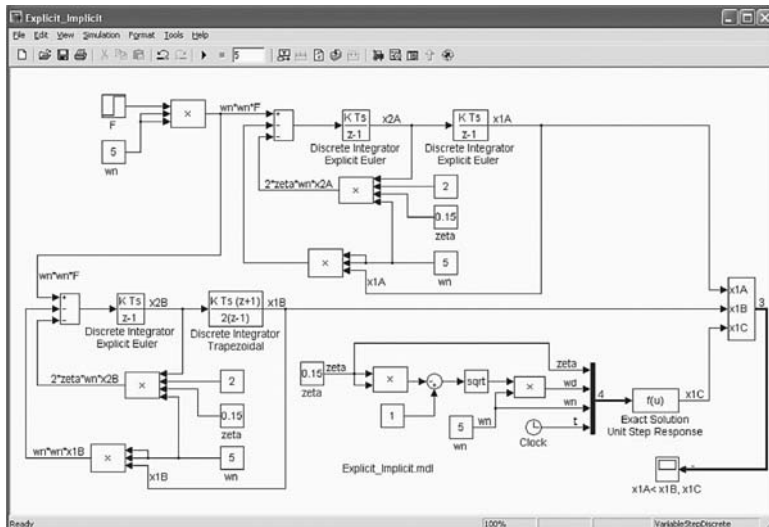 Explicit_Implicit
File Edit View Simulation Format Tools Help
5
F
×
wn*wn*F
5
wn
+
−
−
K Ts
z-1
Discrete Integrator
Explicit Euler
x2A
K Ts
z-1
Discrete Integrator
Explicit Euler
x1A
2*zeta*wn*x2A
×
2
0.15
zeta
×
5
wn
x1A
wn*wn*F
+
−
−
K Ts
z-1
Discrete Integrator
Explicit Euler
x2B
K Ts (z+1)
2(z-1)
Discrete Integrator
Trapezoidal
x1B
2*zeta*wn*x2B
×
2
0.15
zeta
wn*wn*x1B
×
5
wn
x1B
x1A
x1B
x1C
3
0.15
zeta
zeta
×
1
sqrt
×
5
wn
wn
Clock
zeta
wd
wn
t
4
f(u)
Exact Solution
Unit Step Response
x1C
Explicit_Implicit.mdl
x1A< x1B, x1C
Ready
100%
VariableStepDiscrete